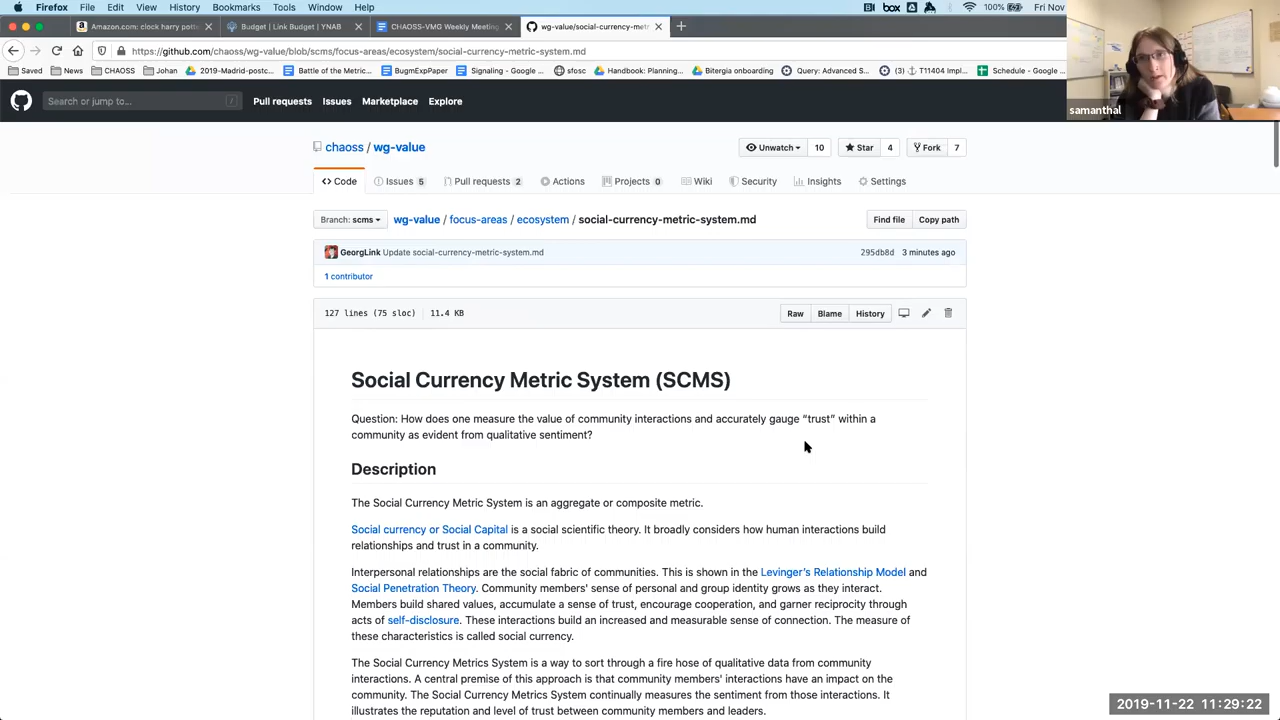 Firefox File Edit View History Bookmarks Tools Window Help box 100% Fri Nov
Amazon.com: clock harry pott Budget | Link Budget | YNAB CHAOSS-VMG Weekly Meeting wg-value/social-currency-met
https://github.com/chaoss/wg-value/blob/scms/focus-areas/ecosystem/social-currency-metric-system.md
Saved News CHAOSS Johan 2019-Madrid-postc... Battle of the Metric... BugmExpPaper Signaling - Google ... sfosc Handbook: Planning... Bitergia onboarding Query: Advanced S... (3) T11404 Impl... Schedule - Google ...
samanthal
Search or jump to... / Pull requests Issues Marketplace Explore
chaoss / wg-value Unwatch 10 Star 4 Fork 7
<> Code Issues 5 Pull requests 2 Actions Projects 0 Wiki Security Insights Settings
Branch: scms wg-value / focus-areas / ecosystem / social-currency-metric-system.md Find file Copy path
GeorgLink Update social-currency-metric-system.md 295db8d 3 minutes ago
1 contributor
127 lines (75 sloc) 11.4 KB Raw Blame History
Social Currency Metric System (SCMS)
Question: How does one measure the value of community interactions and accurately gauge “trust” within a
community as evident from qualitative sentiment?
Description
The Social Currency Metric System is an aggregate or composite metric.
Social currency or Social Capital is a social scientific theory. It broadly considers how human interactions build
relationships and trust in a community.
Interpersonal relationships are the social fabric of communities. This is shown in the Levinger's Relationship Model and
Social Penetration Theory. Community members' sense of personal and group identity grows as they interact.
Members build shared values, accumulate a sense of trust, encourage cooperation, and garner reciprocity through
acts of self-disclosure. These interactions build an increased and measurable sense of connection. The measure of
these characteristics is called social currency.
The Social Currency Metrics System is a way to sort through a fire hose of qualitative data from community
interactions. A central premise of this approach is that community members' interactions have an impact on the
community. The Social Currency Metrics System continually measures the sentiment from those interactions. It
illustrates the reputation and level of trust between community members and leaders.
2019-11-22 11:29:22